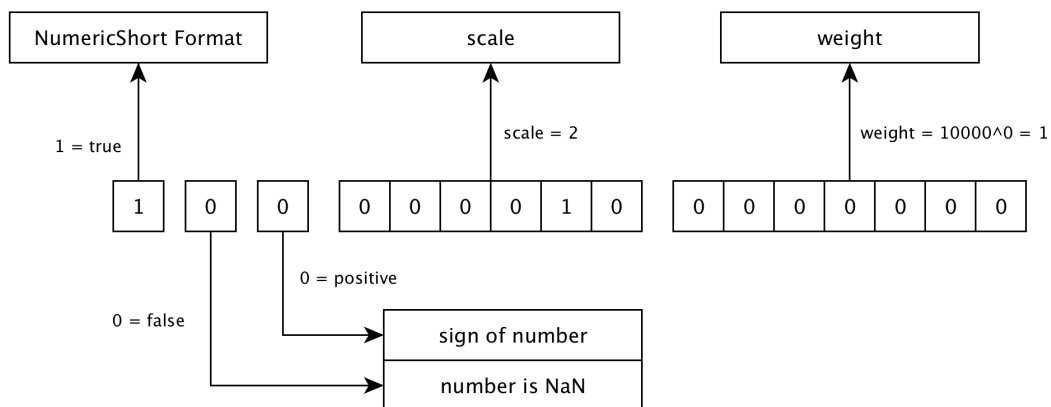 NumericShort Format scale weight
1 = true scale = 2 weight = 10000^0 = 1
1 0 0 0 0 0 0 1 0 0 0 0 0 0 0 0
0 = positive
0 = false
sign of number
number is NaN